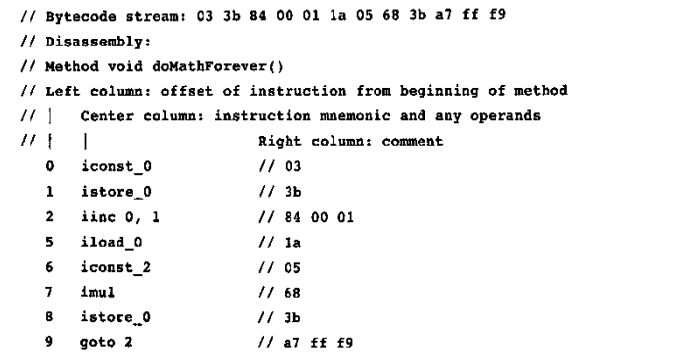 // Bytecode stream: 03 3b 84 00 01 1a 05 68 3b a7 ff f9
// Disassembly:
// Method void doMathForever()
// Left column: offset of instruction from beginning of method
// | Center column: instruction mnemonic and any operands
// | | Right column: comment
0 iconst_0 // 03
1 istore_0 // 3b
2 iinc 0, 1 // 84 00 01
5 iload_0 // 1a
6 iconst_2 // 05
7 imul // 68
8 istore_0 // 3b
9 goto 2 // a7 ff f9